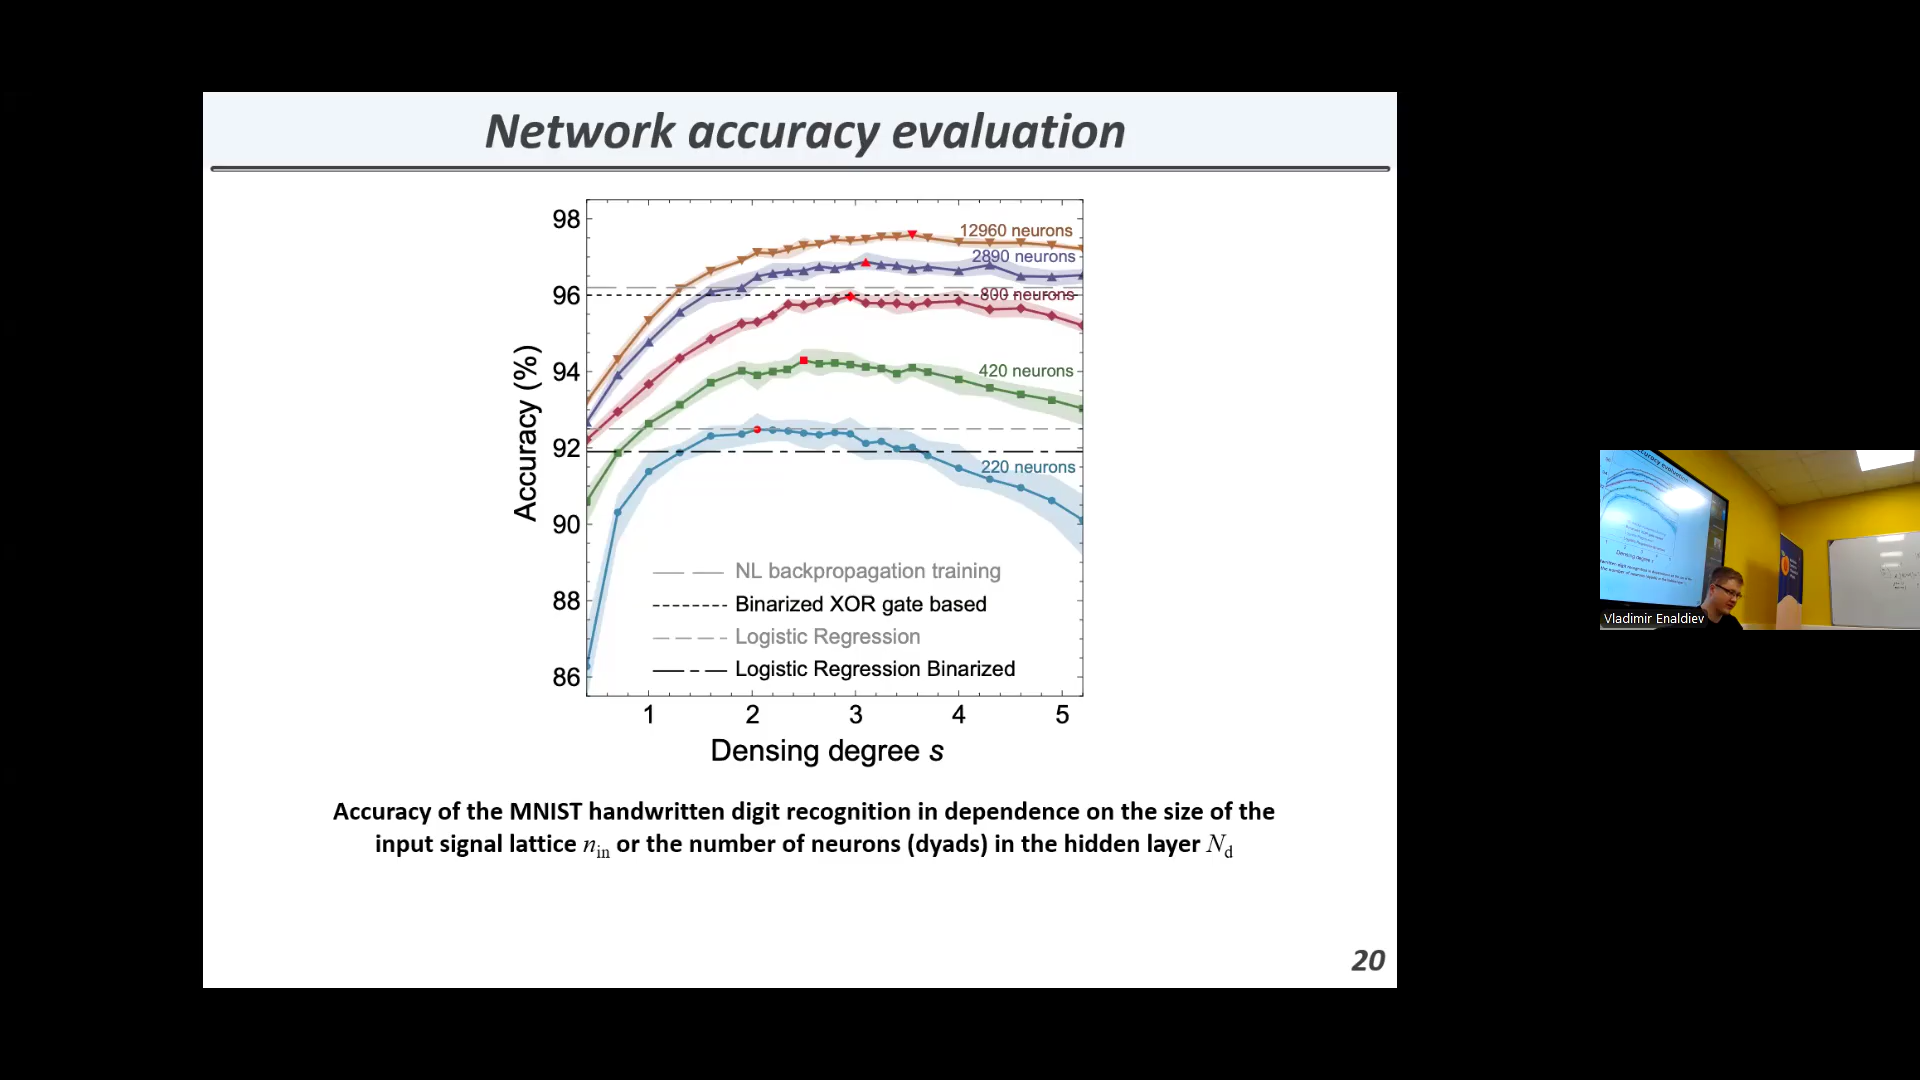 Network accuracy evaluation
98
96
94
92
90
88
86
Accuracy (%)
12960 neurons
2890 neurons
800 neurons
420 neurons
220 neurons
NL backpropagation training
Binarized XOR gate based
Logistic Regression
Logistic Regression Binarized
1 2 3 4 5
Densing degree s
Accuracy of the MNIST handwritten digit recognition in dependence on the size of the
input signal lattice n_in or the number of neurons (dyads) in the hidden layer N_d
20
Vladimir Enaldiev